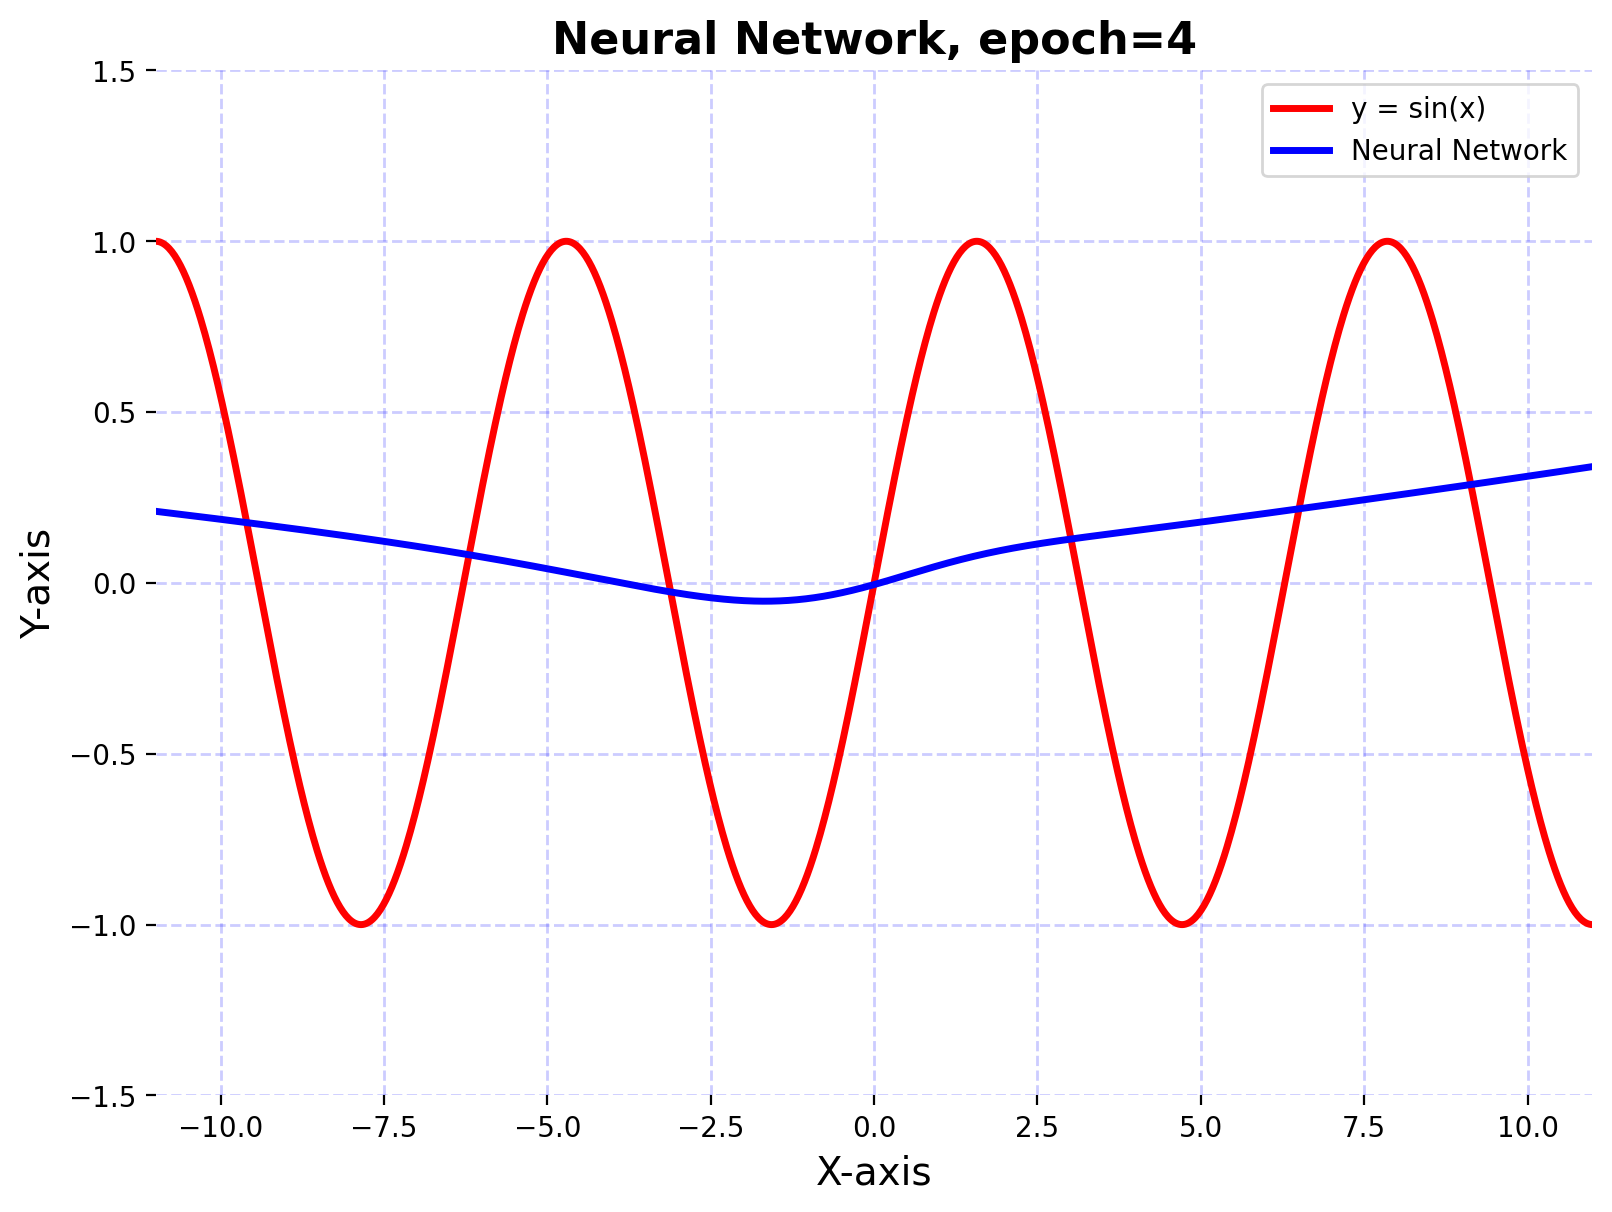 Neural Network, epoch=4
y = sin(x)
Neural Network
1.5
1.0
0.5
0.0
−0.5
−1.0
−1.5
Y-axis
−10.0 −7.5 −5.0 −2.5 0.0 2.5 5.0 7.5 10.0
X-axis